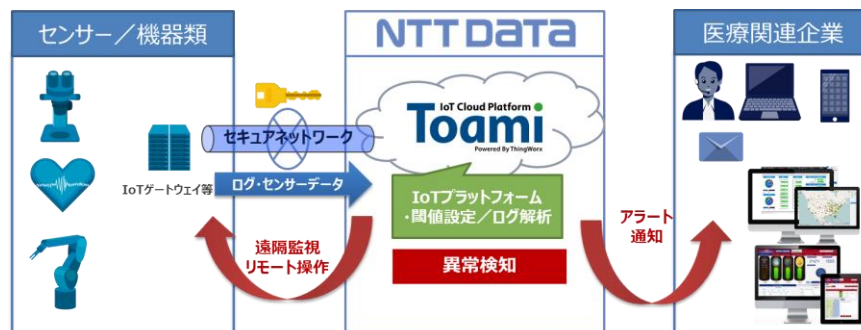 センサー／機器類
IoTゲートウェイ等
セキュアネットワーク
ログ・センサーデータ
遠隔監視
リモート操作
NTT DATA
IoT Cloud Platform
Toami
Powered By ThingWorx
IoTプラットフォーム
・閾値設定／ログ解析
異常検知
アラート
通知
医療関連企業